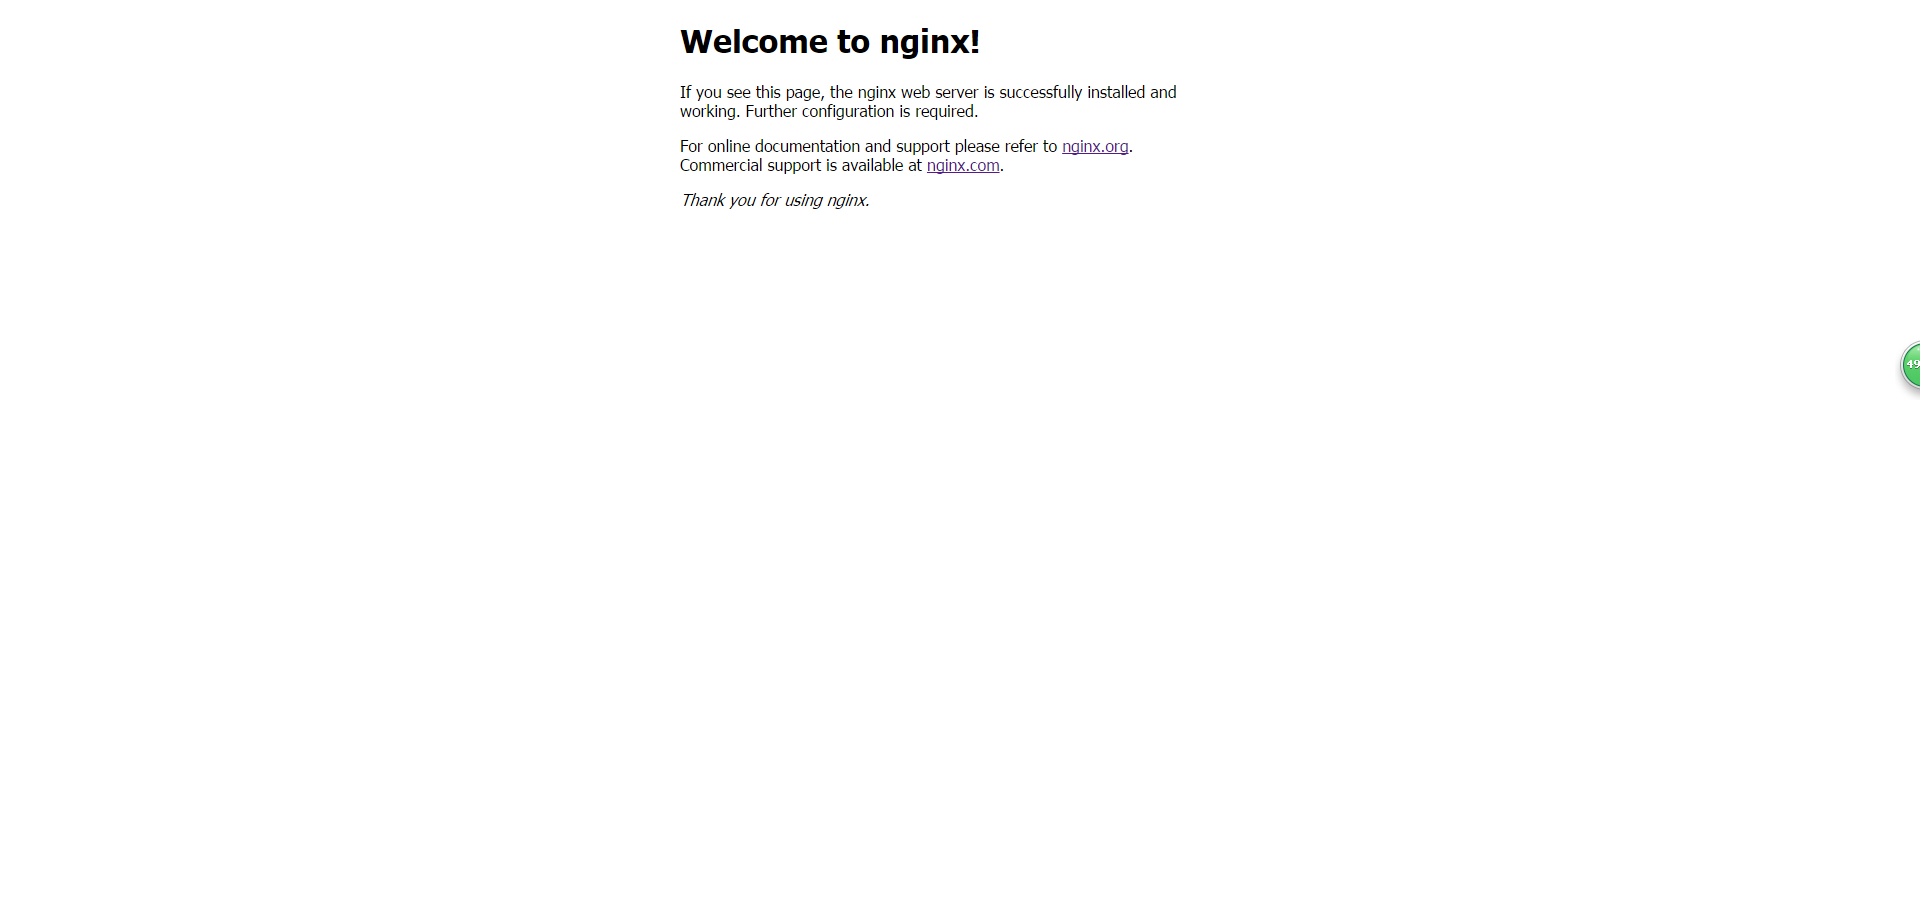 Welcome to nginx!
If you see this page, the nginx web server is successfully installed and
working. Further configuration is required.
For online documentation and support please refer to nginx.org.
Commercial support is available at nginx.com.
Thank you for using nginx.
49